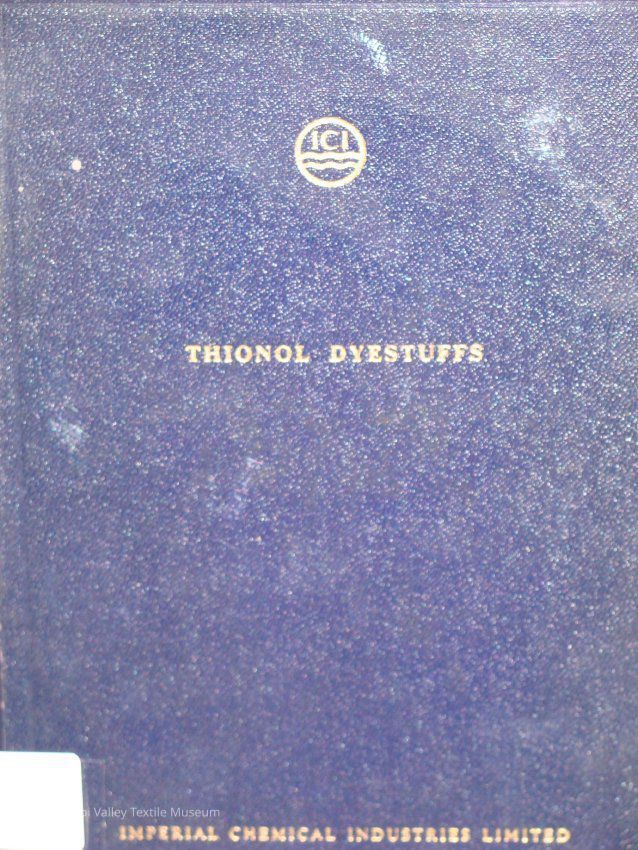 ICI
THIONOL DYESTUFFS
Valley Textile Museum
IMPERIAL CHEMICAL INDUSTRIES LIMITED